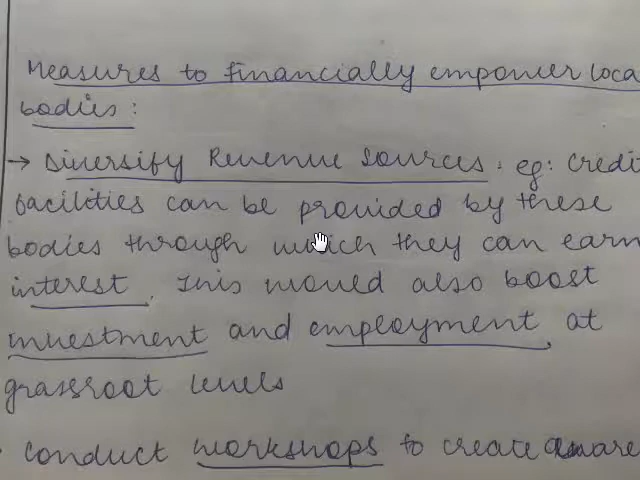 Measures to financially empower loca
bodies:
→ Diversify Revenue Sources. eg: Credit
facilities can be provided by these
bodies through which they can earn
interest. This would also boost
investment and employment, at
grassroot levels
conduct workshops to create aware